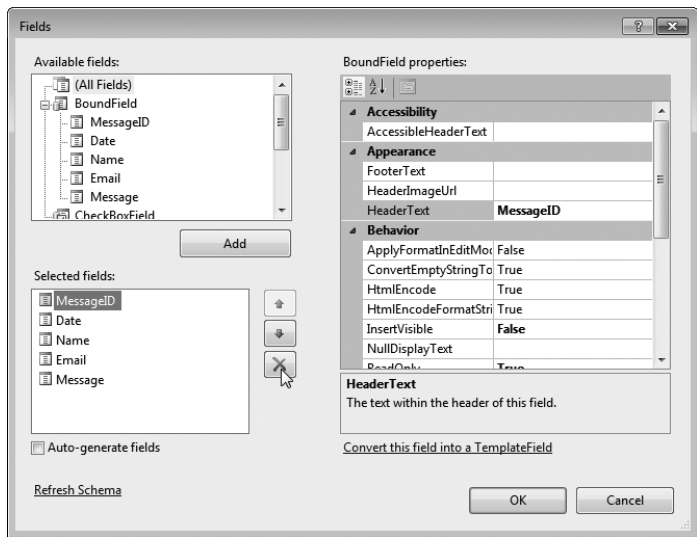 Fields
Available fields:
(All Fields)
BoundField
MessageID
Date
Name
Email
Message
CheckBoxField
Add
Selected fields:
MessageID
Date
Name
Email
Message
Auto-generate fields
Refresh Schema
BoundField properties:
Accessibility
AccessibleHeaderText
Appearance
FooterText
HeaderImageUrl
HeaderText MessageID
Behavior
ApplyFormatInEditMod False
ConvertEmptyStringTo True
HtmlEncode True
HtmlEncodeFormatStri True
InsertVisible False
NullDisplayText
ReadOnly True
HeaderText
The text within the header of this field.
Convert this field into a TemplateField
OK Cancel